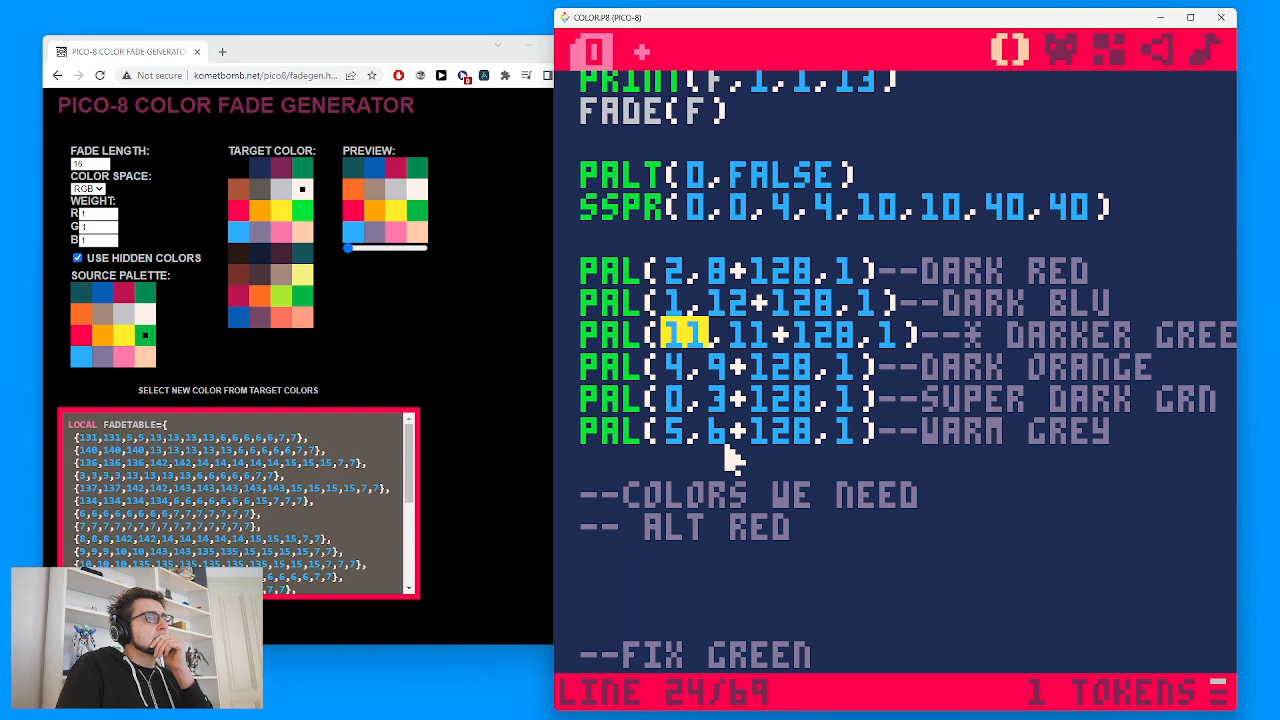 PICO-8 COLOR FADE GENERATO
Not secure
kometbomb.net/pico8/fadegen.h
PICO-8 COLOR FADE GENERATOR
FADE LENGTH:
16
COLOR SPACE:
RGB
WEIGHT:
R 1
G 1
B 1
USE HIDDEN COLORS
SOURCE PALETTE:
TARGET COLOR:
PREVIEW:
SELECT NEW COLOR FROM TARGET COLORS
LOCAL FADETABLE={
{131,131,5,5,13,13,13,13,6,6,6,6,6,7,7},
{140,140,140,13,13,13,13,6,6,6,6,6,6,7,7},
{136,136,136,142,142,14,14,14,14,14,15,15,15,7,7},
{3,3,3,3,13,13,13,13,6,6,6,6,6,7,7},
{137,137,142,142,143,143,143,143,143,15,15,15,15,7,7},
{134,134,134,134,6,6,6,6,6,6,6,15,7,7,7},
{6,6,6,6,6,6,6,7,7,7,7,7,7,7,7},
{7,7,7,7,7,7,7,7,7,7,7,7,7,7,7},
{8,8,8,142,142,14,14,14,14,14,15,15,15,7,7},
{9,9,9,10,10,143,143,135,135,15,15,15,15,7,7},
COLOR.P8 (PICO-8)
0 +
PRINT(F,1,1,13)
FADE(F)
PALT(0,FALSE)
SSPR(0,0,4,4,10,10,40,40)
PAL(2,8+128,1)--DARK RED
PAL(1,12+128,1)--DARK BLU
PAL(11,11+128,1)--* DARKER GREE
PAL(4,9+128,1)--DARK ORANGE
PAL(0,3+128,1)--SUPER DARK GRN
PAL(5,6+128,1)--WARM GREY
--COLORS WE NEED
-- ALT RED
--FIX GREEN
LINE 24/69
1 TOKENS